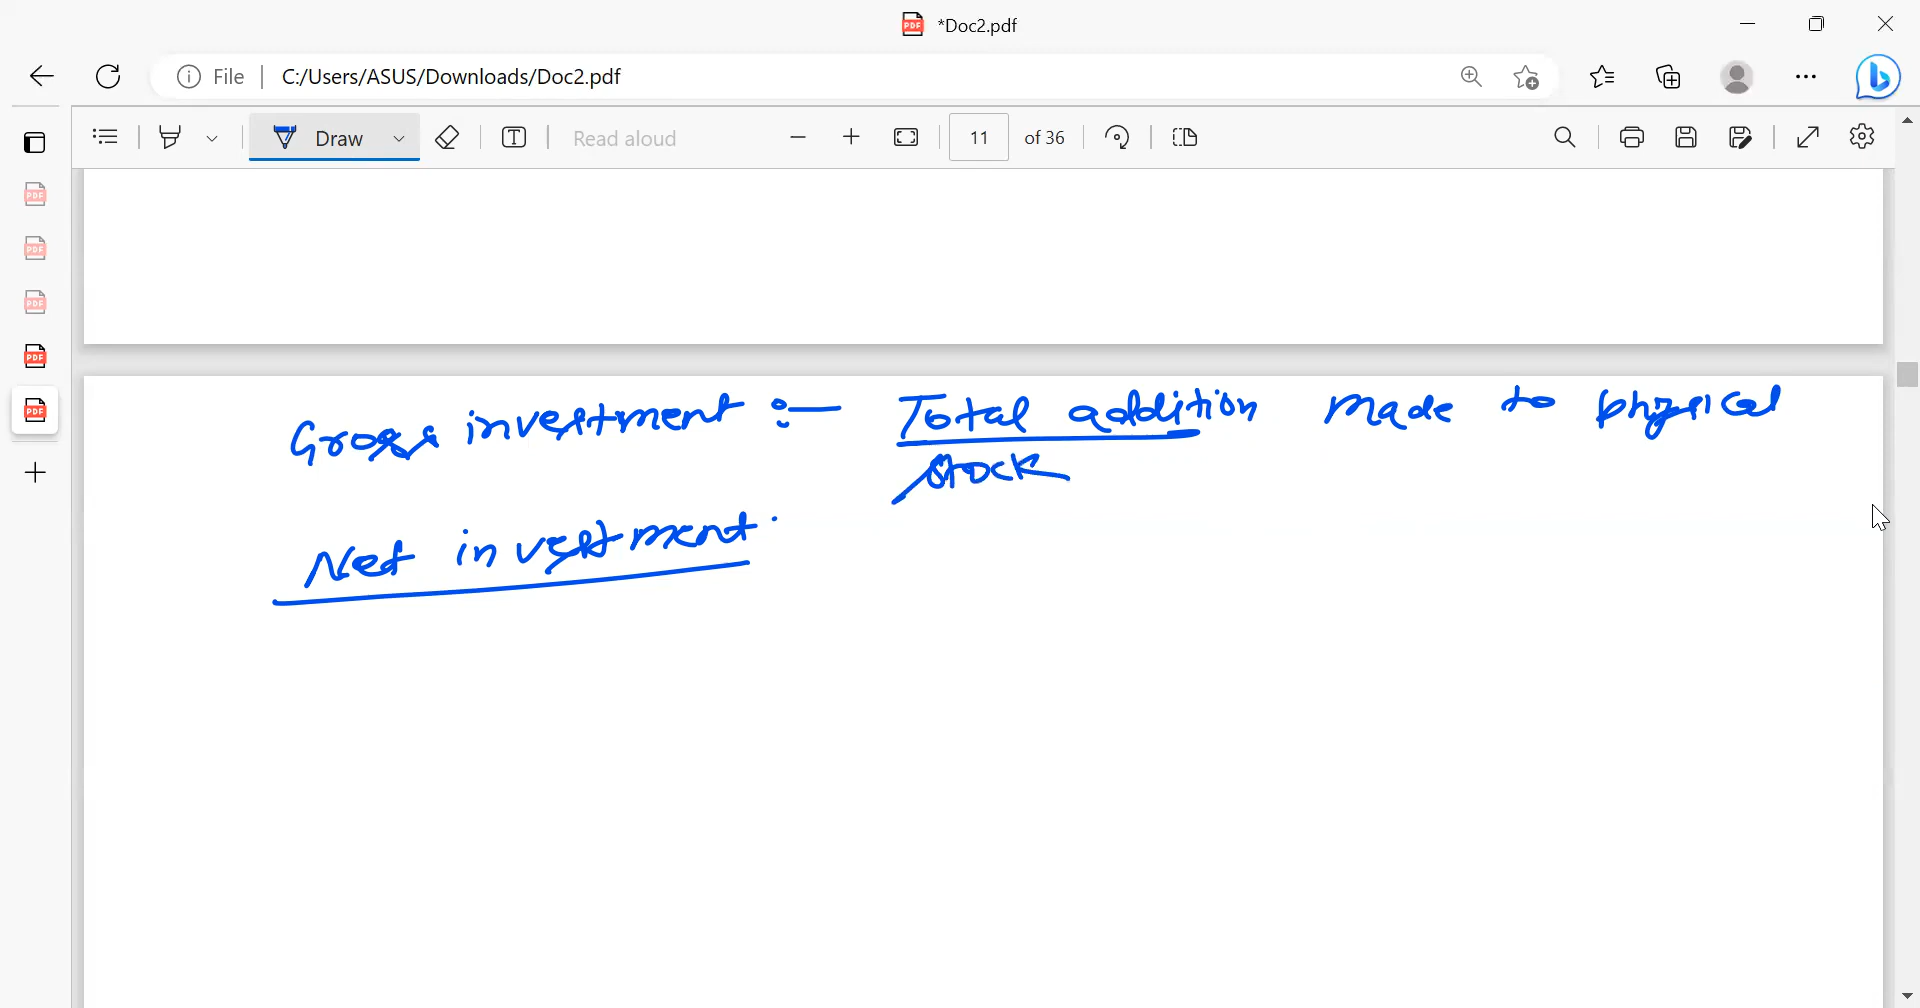 *Doc2.pdf
File C:/Users/ASUS/Downloads/Doc2.pdf
Draw Read aloud 11 of 36
Gross investment :— Total addition made to physical
stock
Net investment